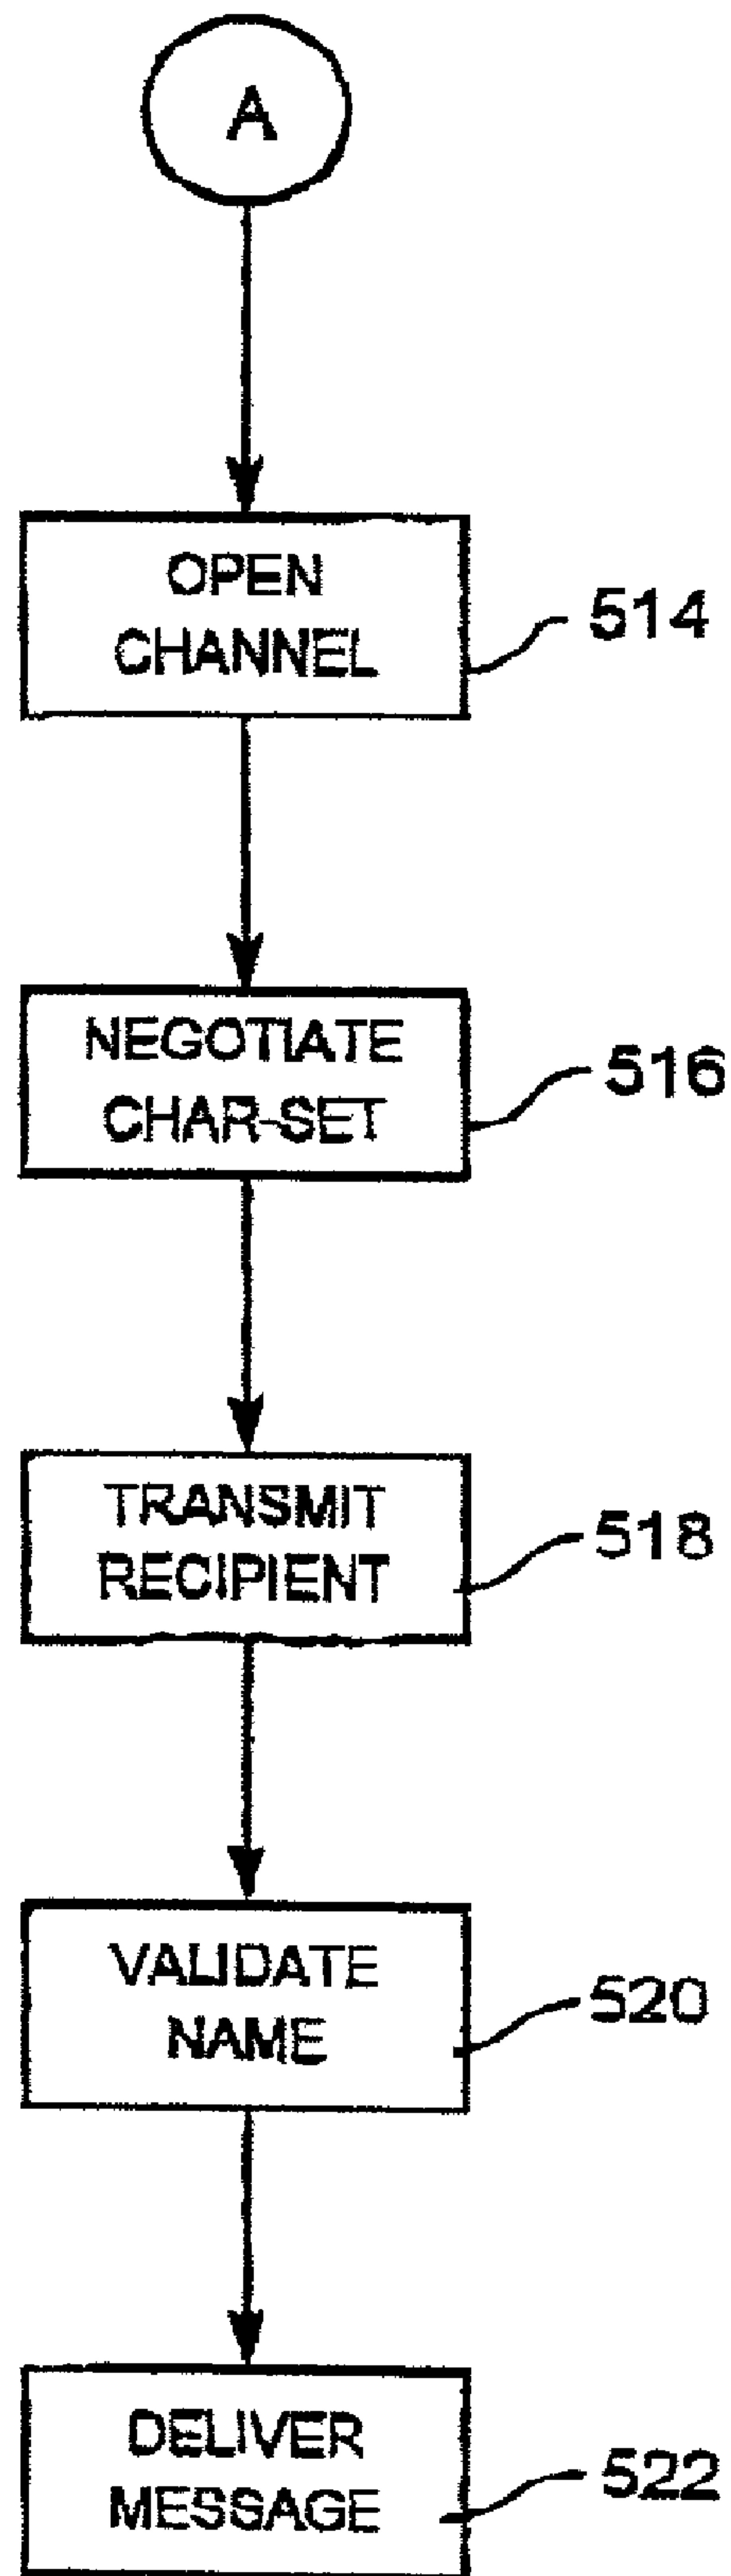 A
OPEN
CHANNEL
514
NEGOTIATE
CHAR-SET
516
TRANSMIT
RECIPIENT
518
VALIDATE
NAME
520
DELIVER
MESSAGE
522